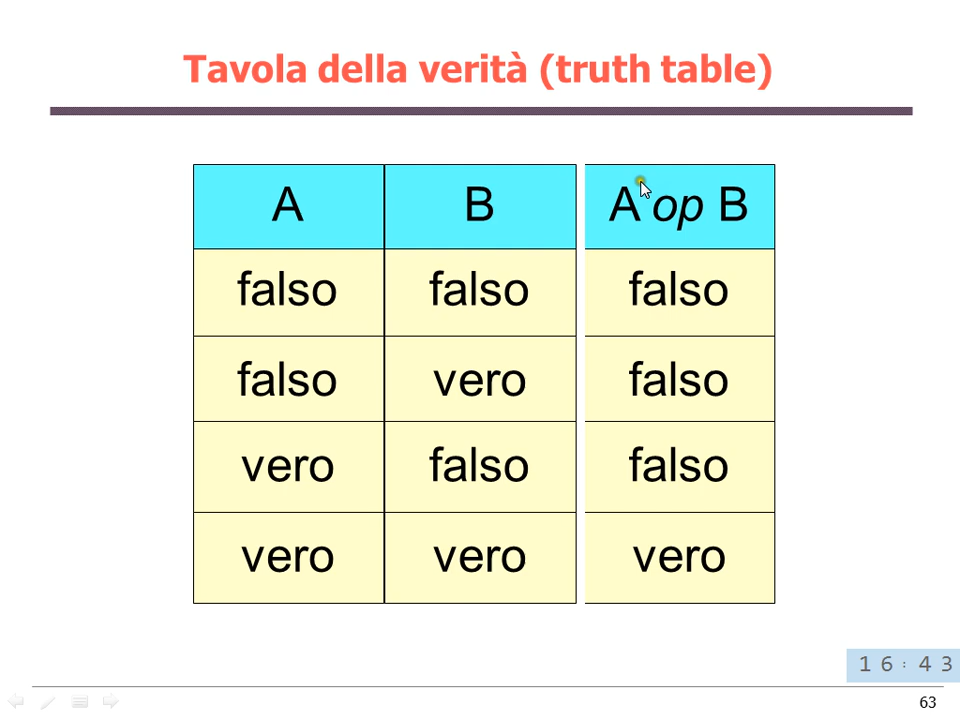 Tavola della verità (truth table)
A B A op B
falso falso falso
falso vero falso
vero falso falso
vero vero vero
16:43
63